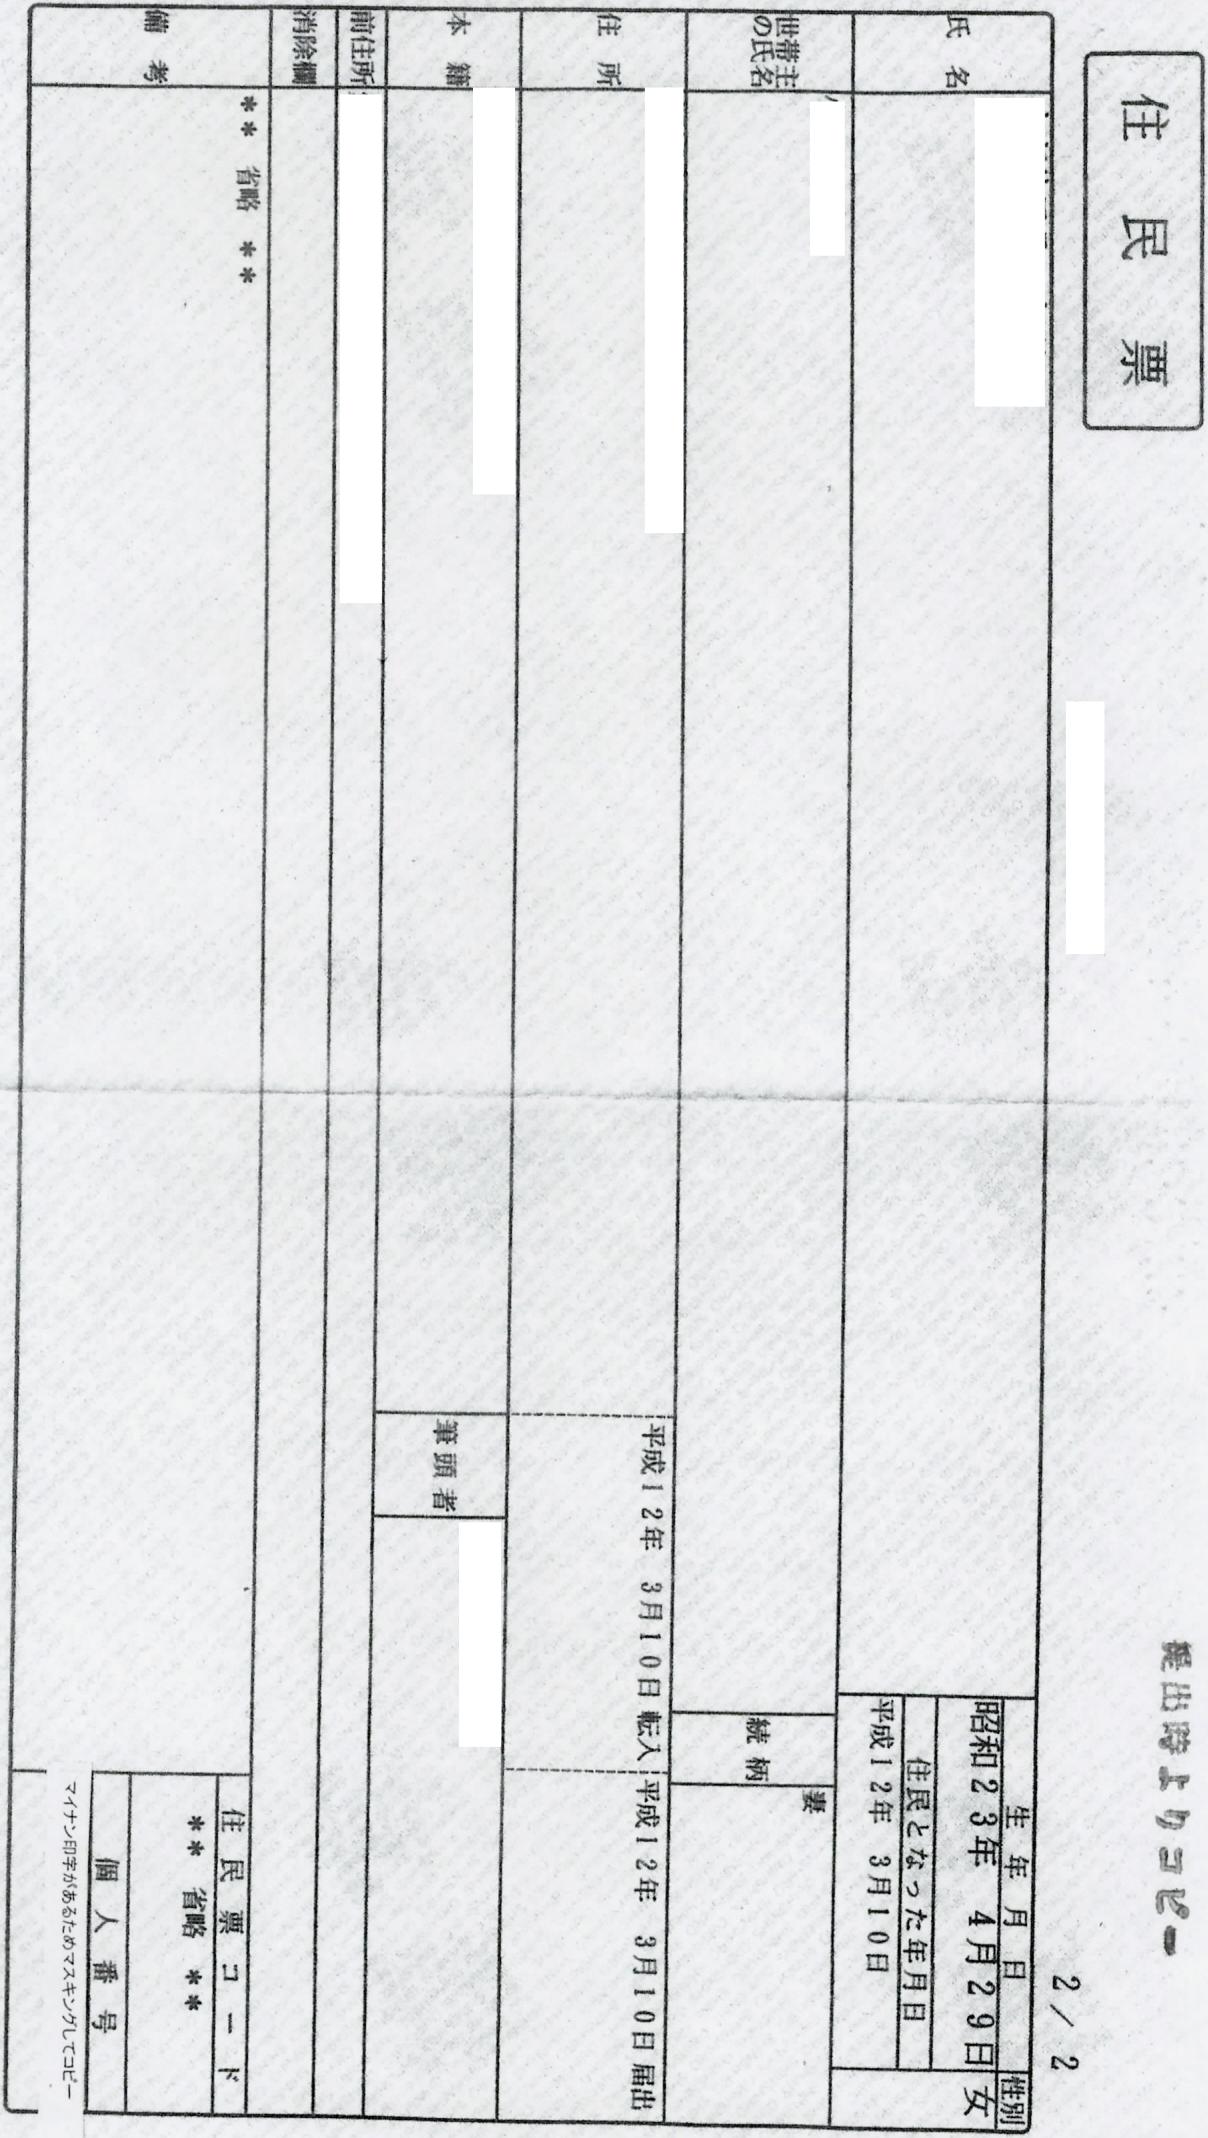 提出時よりコピー
住民票
2／2
氏名
生年月日
性別
昭和23年 4月29日
女
住民となった年月日
平成12年 3月10日
世帯主
の氏名
続柄
妻
住所
平成12年 3月10日 転入
平成12年 3月10日 届出
本籍
筆頭者
前住所
消除欄
備考
** 省略 **
住民票コード
** 省略 **
個人番号
マイナン印字があるためマスキングしてコピー